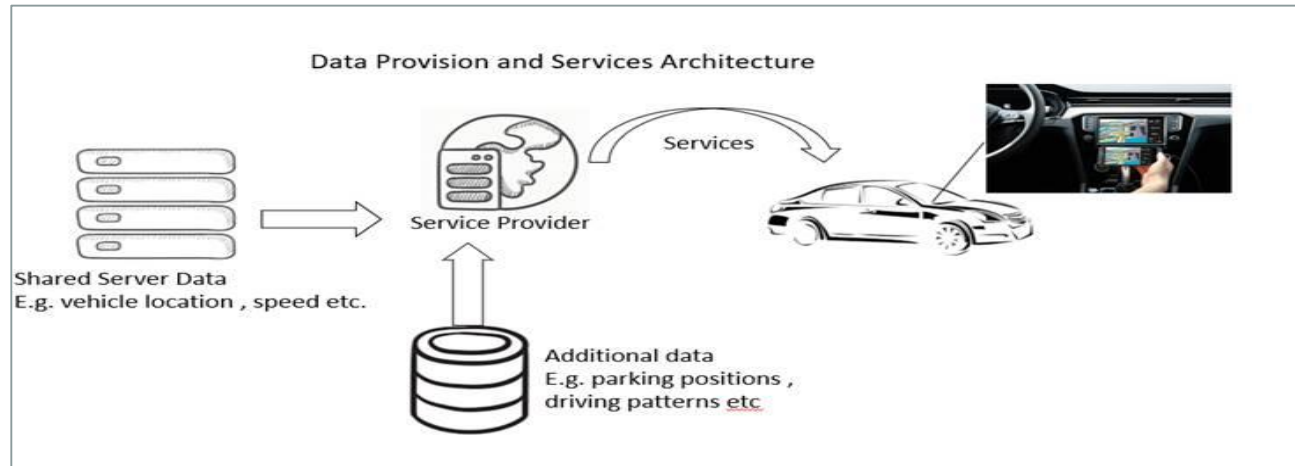 Data Provision and Services Architecture
Services
Service Provider
Shared Server Data
E.g. vehicle location , speed etc.
Additional data
E.g. parking positions ,
driving patterns etc